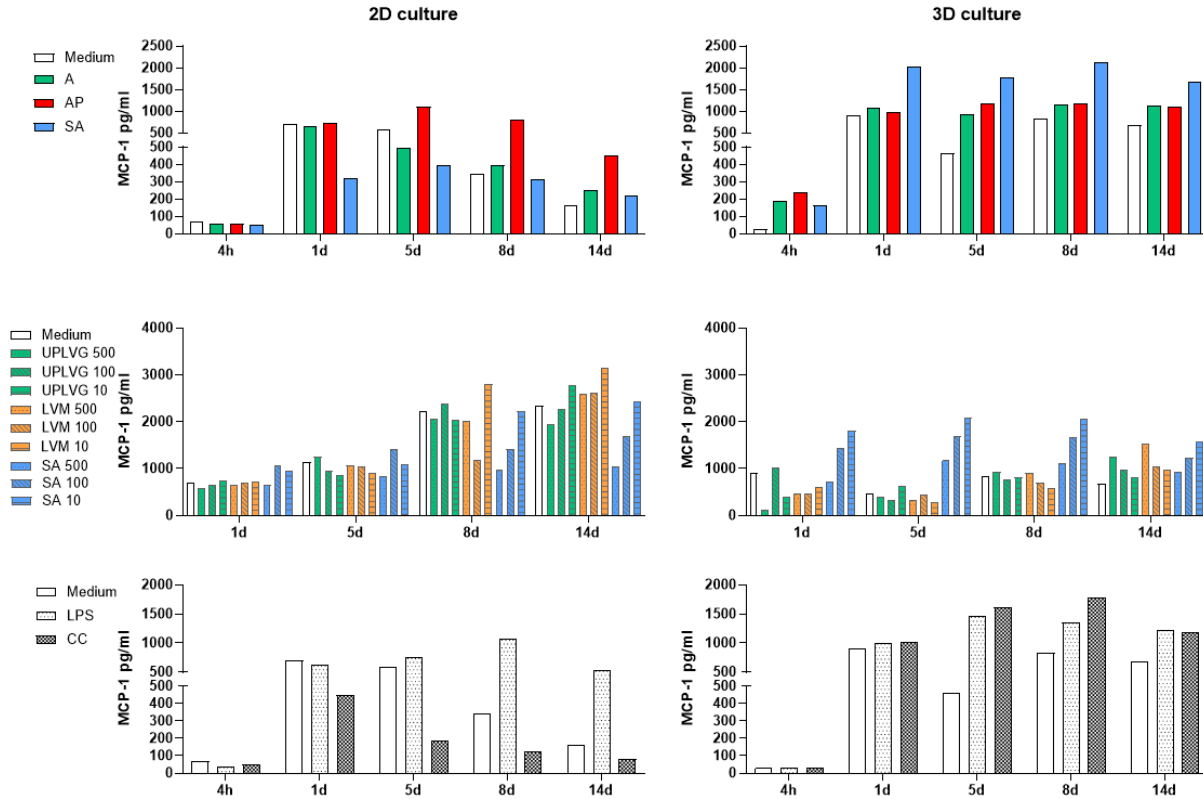 2D culture
3D culture
Medium
A
AP
SA
MCP-1 pg/ml
2500
2000
1500
1000
500
500
400
300
200
100
0
4h 1d 5d 8d 14d
MCP-1 pg/ml
2500
2000
1500
1000
500
500
400
300
200
100
0
4h 1d 5d 8d 14d
Medium
UPLVG 500
UPLVG 100
UPLVG 10
LVM 500
LVM 100
LVM 10
SA 500
SA 100
SA 10
MCP-1 pg/ml
4000
3000
2000
1000
0
1d 5d 8d 14d
MCP-1 pg/ml
4000
3000
2000
1000
0
1d 5d 8d 14d
Medium
LPS
CC
MCP-1 pg/ml
2000
1500
1000
500
500
400
300
200
100
0
4h 1d 5d 8d 14d
MCP-1 pg/ml
2000
1500
1000
500
500
400
300
200
100
0
4h 1d 5d 8d 14d